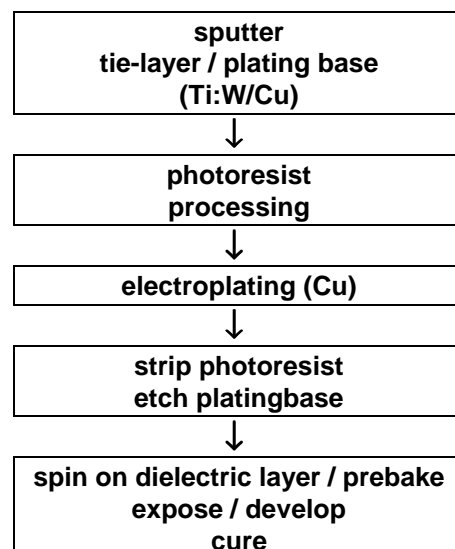 sputter
tie-layer / plating base
(Ti:W/Cu)
photoresist
processing
electroplating (Cu)
strip photoresist
etch platingbase
spin on dielectric layer / prebake
expose / develop
cure